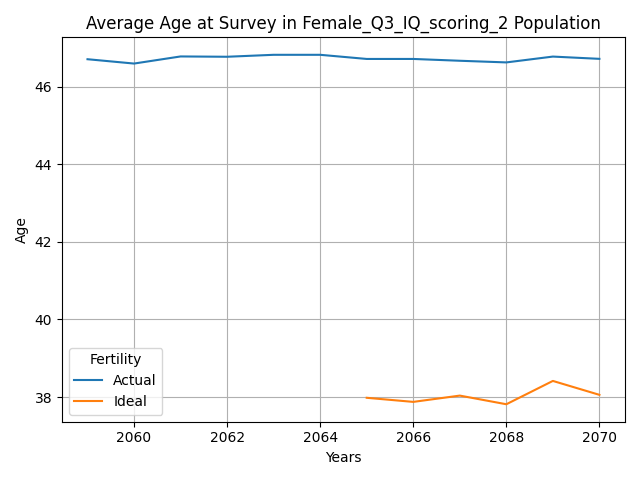 Average Age at Survey in Female_Q3_IQ_scoring_2 Population
46
44
42
40
38
Age
Fertility
Actual
Ideal
2060 2062 2064 2066 2068 2070
Years